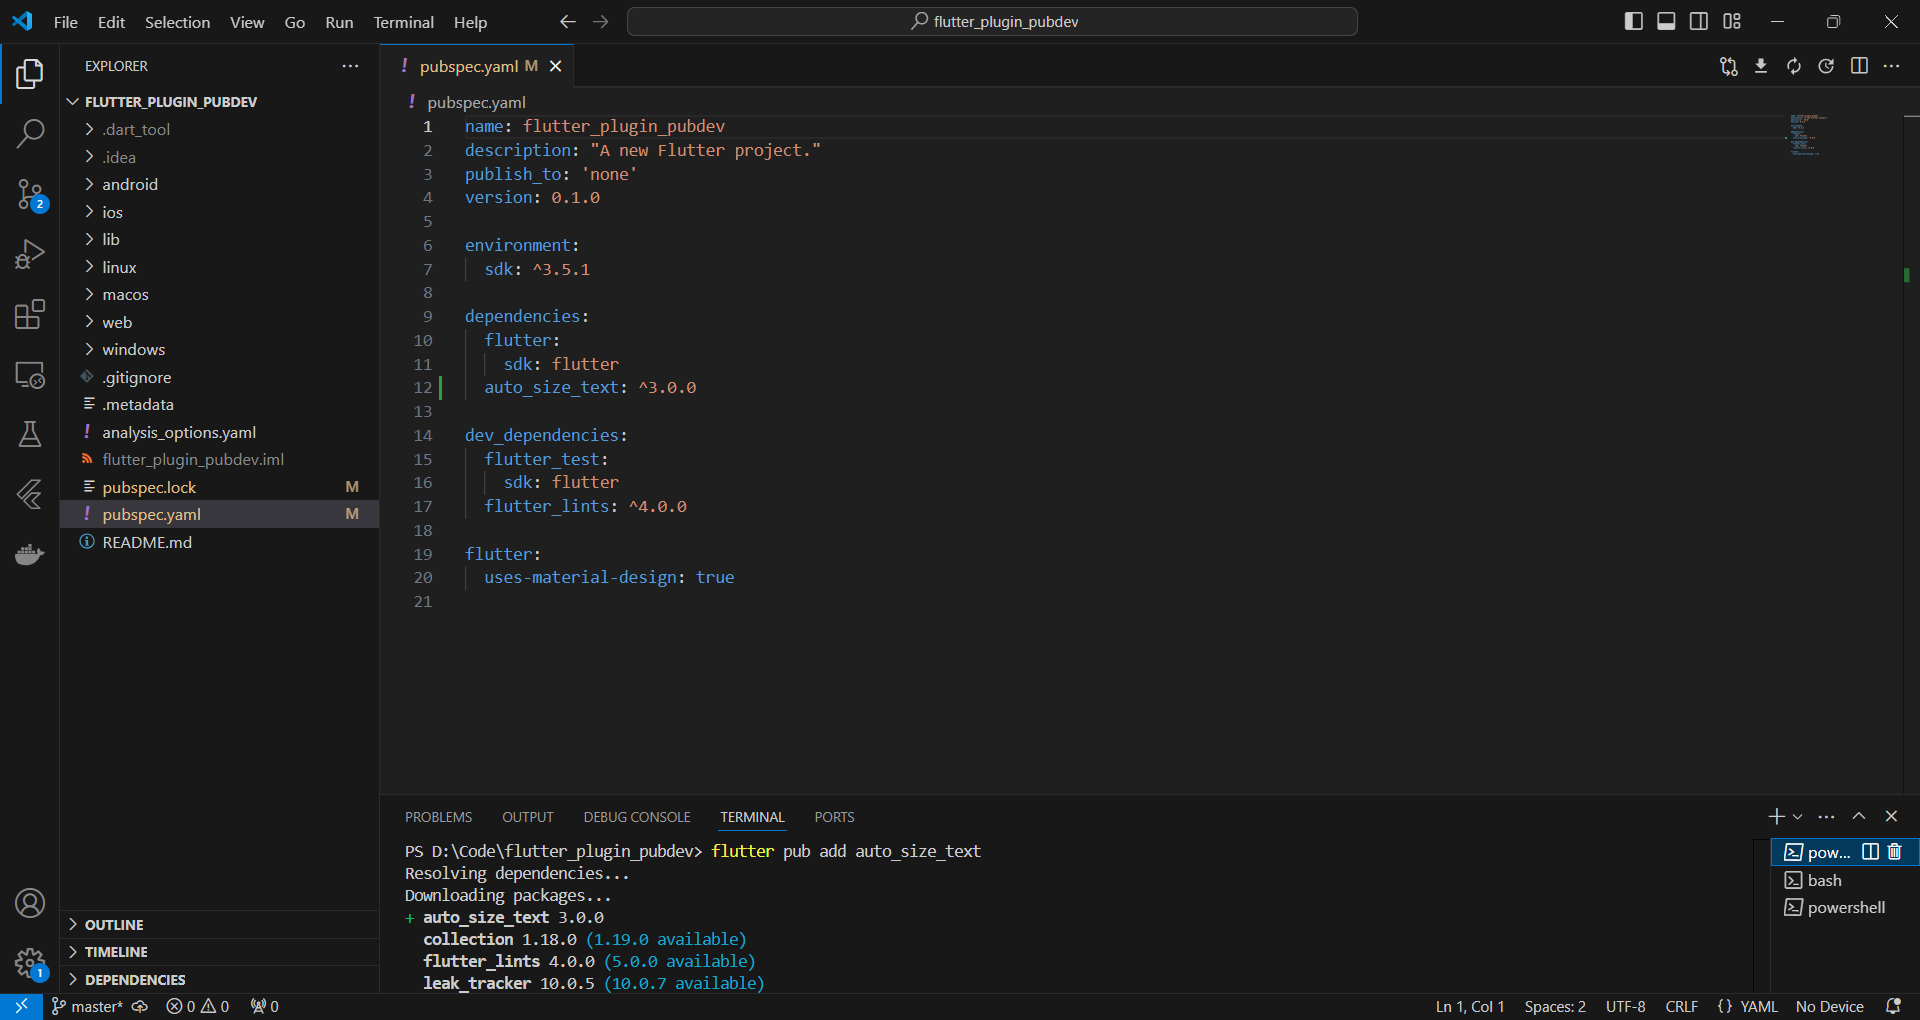 File Edit Selection View Go Run Terminal Help
flutter_plugin_pubdev
EXPLORER
FLUTTER_PLUGIN_PUBDEV
.dart_tool
.idea
android
ios
lib
linux
macos
web
windows
.gitignore
.metadata
analysis_options.yaml
flutter_plugin_pubdev.iml
pubspec.lock M
pubspec.yaml M
README.md
OUTLINE
TIMELINE
DEPENDENCIES
2
1
! pubspec.yaml M
! pubspec.yaml
1 name: flutter_plugin_pubdev
2 description: "A new Flutter project."
3 publish_to: 'none'
4 version: 0.1.0
5
6 environment:
7 sdk: ^3.5.1
8
9 dependencies:
10 flutter:
11 sdk: flutter
12 auto_size_text: ^3.0.0
13
14 dev_dependencies:
15 flutter_test:
16 sdk: flutter
17 flutter_lints: ^4.0.0
18
19 flutter:
20 uses-material-design: true
21
PROBLEMS OUTPUT DEBUG CONSOLE TERMINAL PORTS
PS D:\Code\flutter_plugin_pubdev> flutter pub add auto_size_text
Resolving dependencies...
Downloading packages...
+ auto_size_text 3.0.0
collection 1.18.0 (1.19.0 available)
flutter_lints 4.0.0 (5.0.0 available)
leak_tracker 10.0.5 (10.0.7 available)
pow...
bash
powershell
master* 0 0 0
Ln 1, Col 1 Spaces: 2 UTF-8 CRLF {} YAML No Device